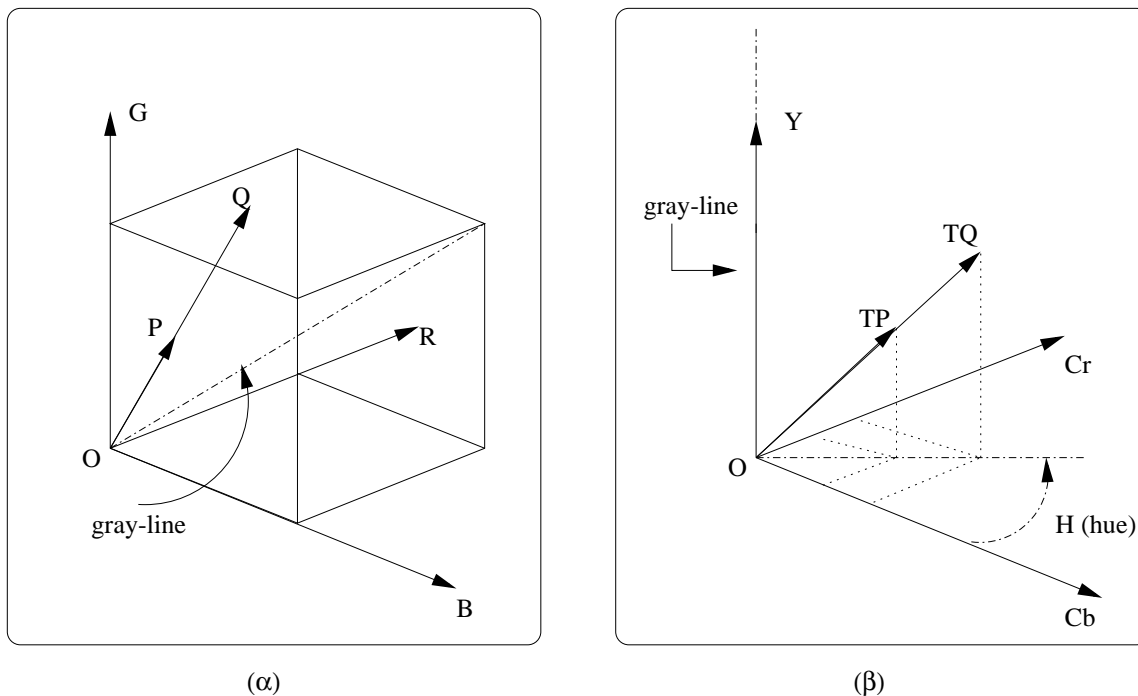 G
Q
P
R
O
gray-line
B
(α)
Y
gray-line
TQ
TP
Cr
O
H (hue)
Cb
(β)